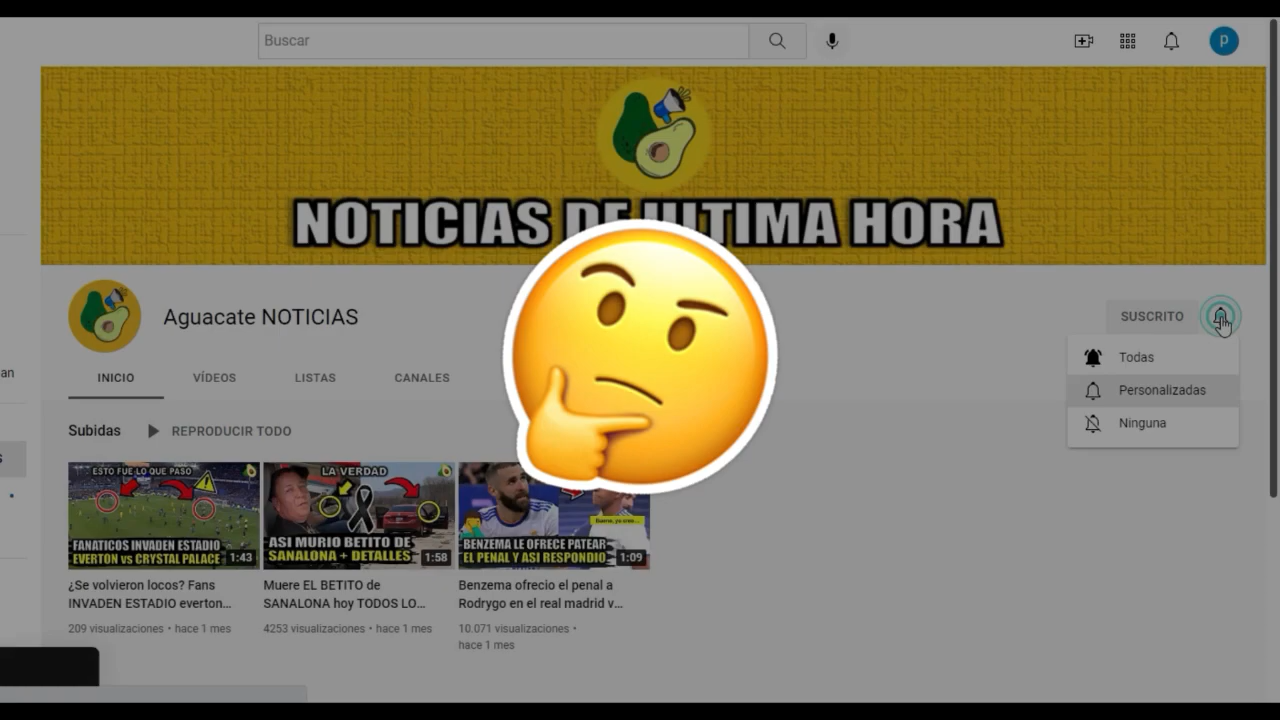 Buscar
p
NOTICIAS DE ULTIMA HORA
Aguacate NOTICIAS
SUSCRITO
Todas
Personalizadas
Ninguna
an
INICIO
VÍDEOS
LISTAS
CANALES
S
Subidas
REPRODUCIR TODO
ESTO FUE LO QUE PASO
FANATICOS INVADEN ESTADIO
EVERTON vs CRYSTAL PALACE
1:43
LA VERDAD
ASI MURIO BETITO DE
SANALONA + DETALLES
1:58
Bueno, yo creo...
BENZEMA LE OFRECE PATEAR
EL PENAL Y ASI RESPONDIO
1:09
¿Se volvieron locos? Fans
INVADEN ESTADIO everton...
209 visualizaciones • hace 1 mes
Muere EL BETITO de
SANALONA hoy TODOS LO...
4253 visualizaciones • hace 1 mes
Benzema ofrecio el penal a
Rodrygo en el real madrid v...
10.071 visualizaciones •
hace 1 mes